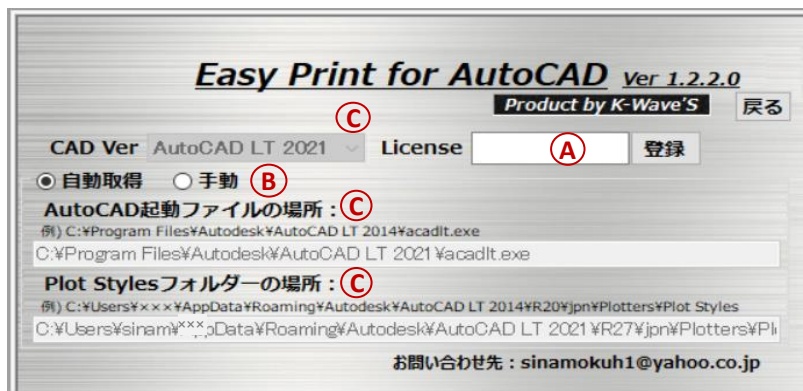 Easy Print for AutoCAD Ver 1.2.2.0
Product by K-Wave'S 戻る
C
CAD Ver AutoCAD LT 2021 License A 登録
自動取得 手動 B
AutoCAD起動ファイルの場所： C
例) C:¥Program Files¥Autodesk¥AutoCAD LT 2014¥acadlt.exe
C:¥Program Files¥Autodesk¥AutoCAD LT 2021¥acadlt.exe
Plot Stylesフォルダーの場所： C
例) C:¥Users¥×××¥AppData¥Roaming¥Autodesk¥AutoCAD LT 2014¥R20¥jpn¥Plotters¥Plot Styles
C:¥Users¥sinam¥×××pData¥Roaming¥Autodesk¥AutoCAD LT 2021¥R27¥jpn¥Plotters¥Pl
お問い合わせ先：sinamokuh1@yahoo.co.jp